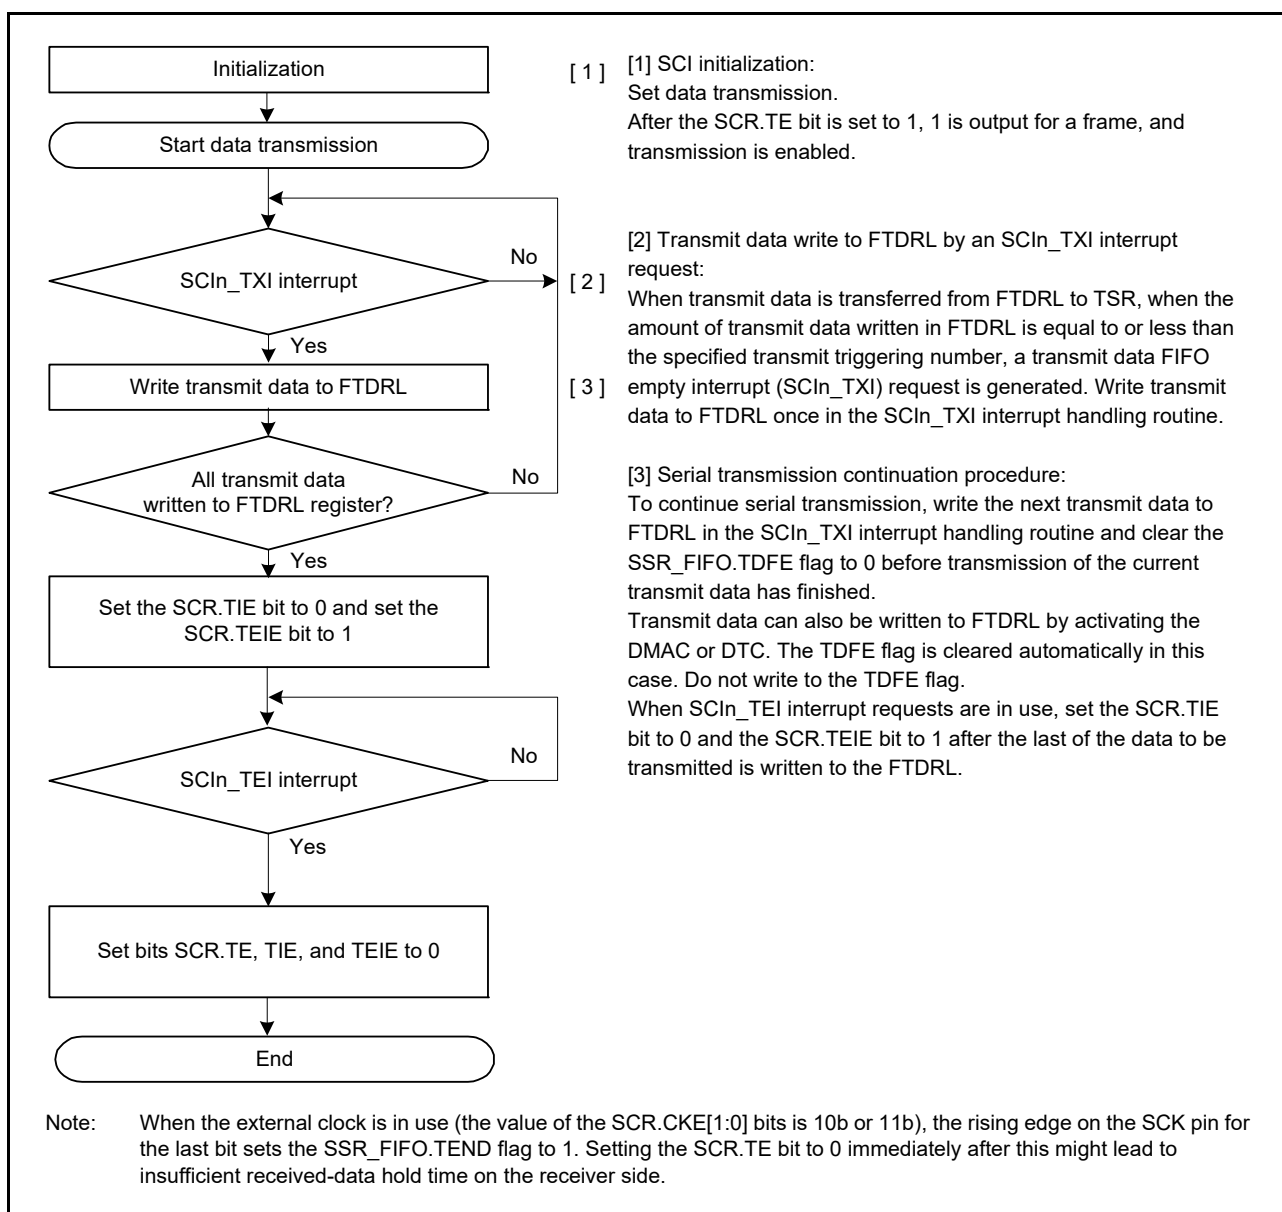 Initialization
[ 1 ]
[1] SCI initialization:
Set data transmission.
After the SCR.TE bit is set to 1, 1 is output for a frame, and
transmission is enabled.
Start data transmission
SCIn_TXI interrupt
No
Yes
[ 2 ]
[2] Transmit data write to FTDRL by an SCIn_TXI interrupt
request:
When transmit data is transferred from FTDRL to TSR, when the
amount of transmit data written in FTDRL is equal to or less than
the specified transmit triggering number, a transmit data FIFO
empty interrupt (SCIn_TXI) request is generated. Write transmit
data to FTDRL once in the SCIn_TXI interrupt handling routine.
Write transmit data to FTDRL
[ 3 ]
All transmit data
written to FTDRL register?
No
Yes
[3] Serial transmission continuation procedure:
To continue serial transmission, write the next transmit data to
FTDRL in the SCIn_TXI interrupt handling routine and clear the
SSR_FIFO.TDFE flag to 0 before transmission of the current
transmit data has finished.
Transmit data can also be written to FTDRL by activating the
DMAC or DTC. The TDFE flag is cleared automatically in this
case. Do not write to the TDFE flag.
When SCIn_TEI interrupt requests are in use, set the SCR.TIE
bit to 0 and the SCR.TEIE bit to 1 after the last of the data to be
transmitted is written to the FTDRL.
Set the SCR.TIE bit to 0 and set the
SCR.TEIE bit to 1
SCIn_TEI interrupt
No
Yes
Set bits SCR.TE, TIE, and TEIE to 0
End
Note: When the external clock is in use (the value of the SCR.CKE[1:0] bits is 10b or 11b), the rising edge on the SCK pin for
the last bit sets the SSR_FIFO.TEND flag to 1. Setting the SCR.TE bit to 0 immediately after this might lead to
insufficient received-data hold time on the receiver side.